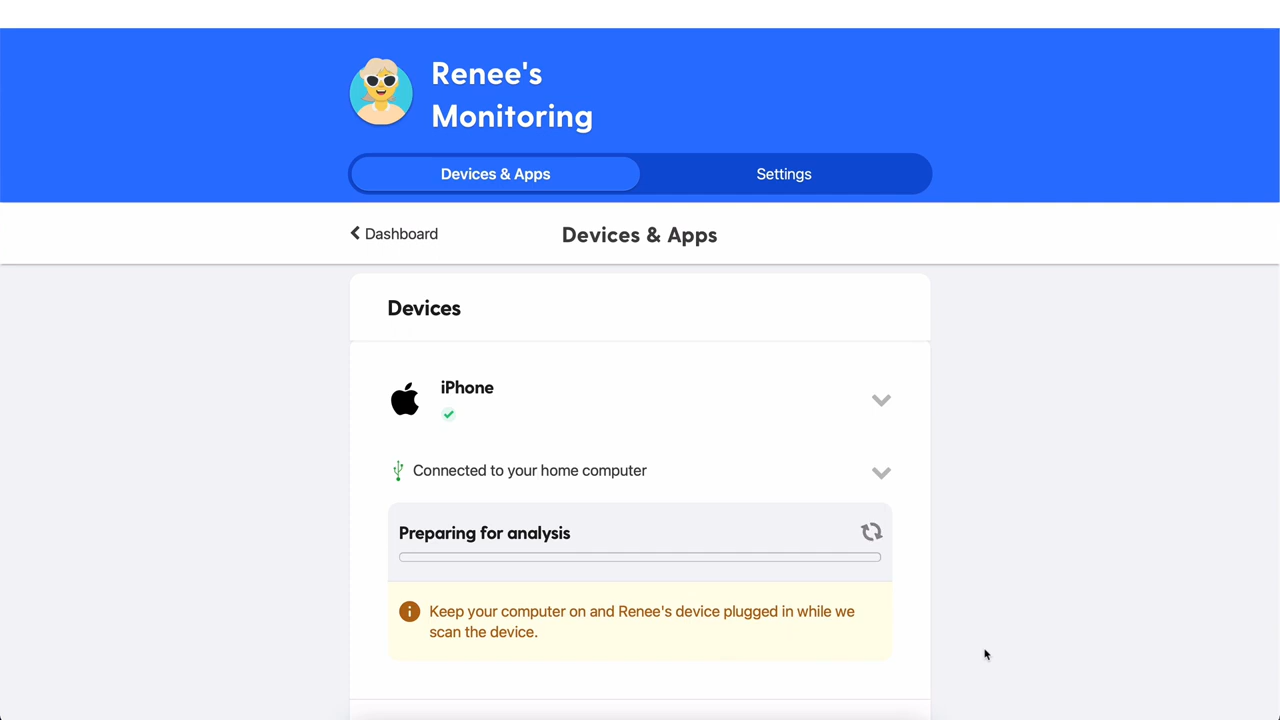 Renee's
Monitoring
Devices & Apps
Settings
Dashboard
Devices & Apps
Devices
iPhone
Connected to your home computer
Preparing for analysis
Keep your computer on and Renee's device plugged in while we
scan the device.